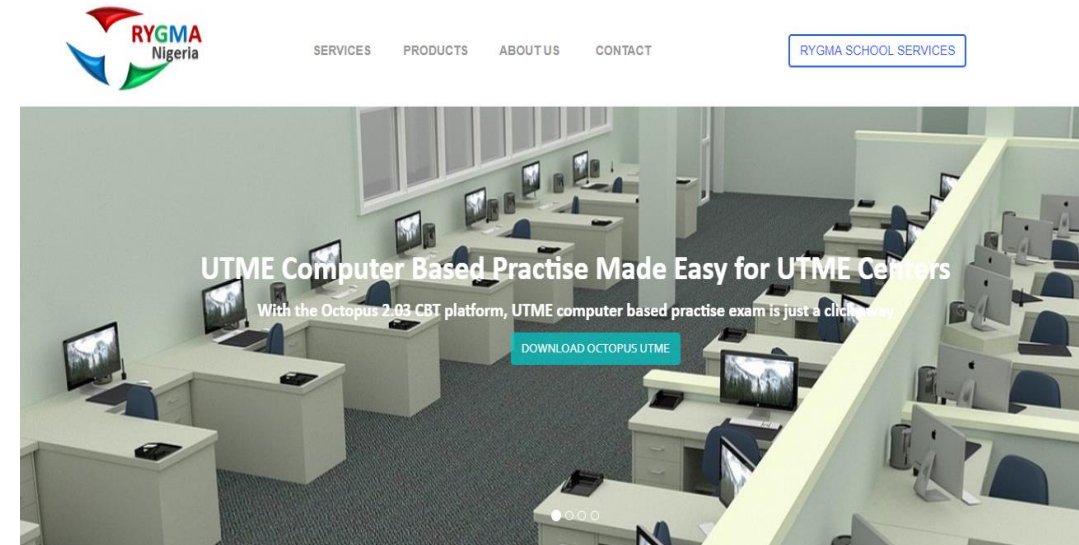 RYGMA
Nigeria
SERVICES PRODUCTS ABOUT US CONTACT
RYGMA SCHOOL SERVICES
UTME Computer Based Practise Made Easy for UTME Centers
With the Octopus 2.03 CBT platform, UTME computer based practise exam is just a click away
DOWNLOAD OCTOPUS UTME